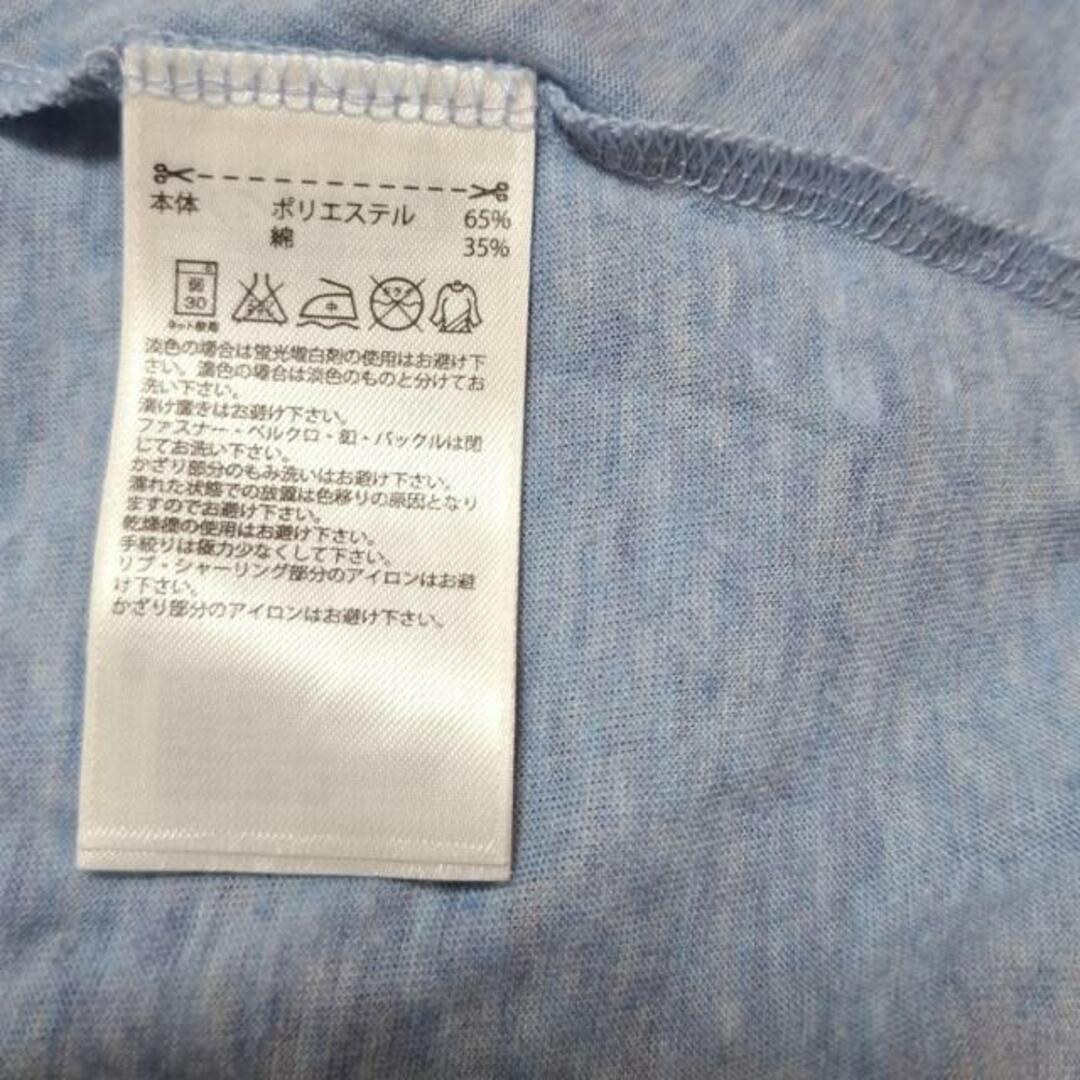 本体 ポリエステル 65%
綿 35%
弱
30
ネット使用
中
淡色の場合は蛍光増白剤の使用はお避け下
さい。濃色の場合は淡色のものと分けてお
洗い下さい。
漬け置きはお避け下さい。
ファスナー・ベルクロ・釦・バックルは閉
じてお洗い下さい。
かざり部分のもみ洗いはお避け下さい。
濡れた状態での放置は色移りの原因となり
ますのでお避け下さい。
乾燥機の使用はお避け下さい。
手絞りは極力少なくして下さい。
リブ・シャーリング部分のアイロンはお避
け下さい。
かざり部分のアイロンはお避け下さい。